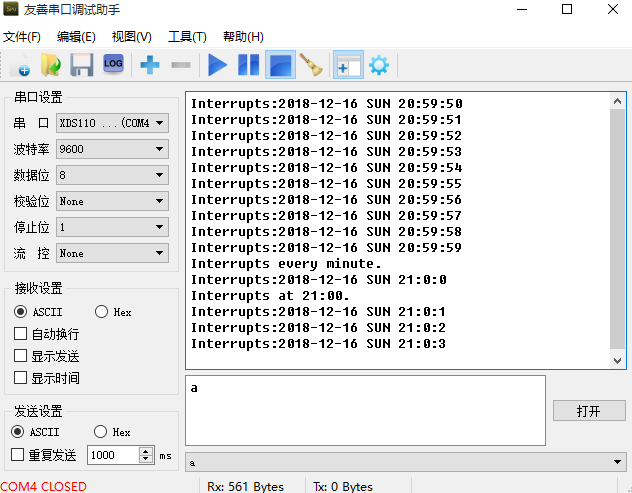 友善串口调试助手
文件(F) 编辑(E) 视图(V) 工具(T) 帮助(H)
LOG
串口设置
串 口 XDS110 ...(COM4
波特率 9600
数据位 8
校验位 None
停止位 1
流 控 None
接收设置
ASCII Hex
自动换行
显示发送
显示时间
发送设置
ASCII Hex
重复发送 1000 ms
Interrupts:2018-12-16 SUN 20:59:50
Interrupts:2018-12-16 SUN 20:59:51
Interrupts:2018-12-16 SUN 20:59:52
Interrupts:2018-12-16 SUN 20:59:53
Interrupts:2018-12-16 SUN 20:59:54
Interrupts:2018-12-16 SUN 20:59:55
Interrupts:2018-12-16 SUN 20:59:56
Interrupts:2018-12-16 SUN 20:59:57
Interrupts:2018-12-16 SUN 20:59:58
Interrupts:2018-12-16 SUN 20:59:59
Interrupts every minute.
Interrupts:2018-12-16 SUN 21:0:0
Interrupts at 21:00.
Interrupts:2018-12-16 SUN 21:0:1
Interrupts:2018-12-16 SUN 21:0:2
Interrupts:2018-12-16 SUN 21:0:3
a
打开
a
COM4 CLOSED Rx: 561 Bytes Tx: 0 Bytes